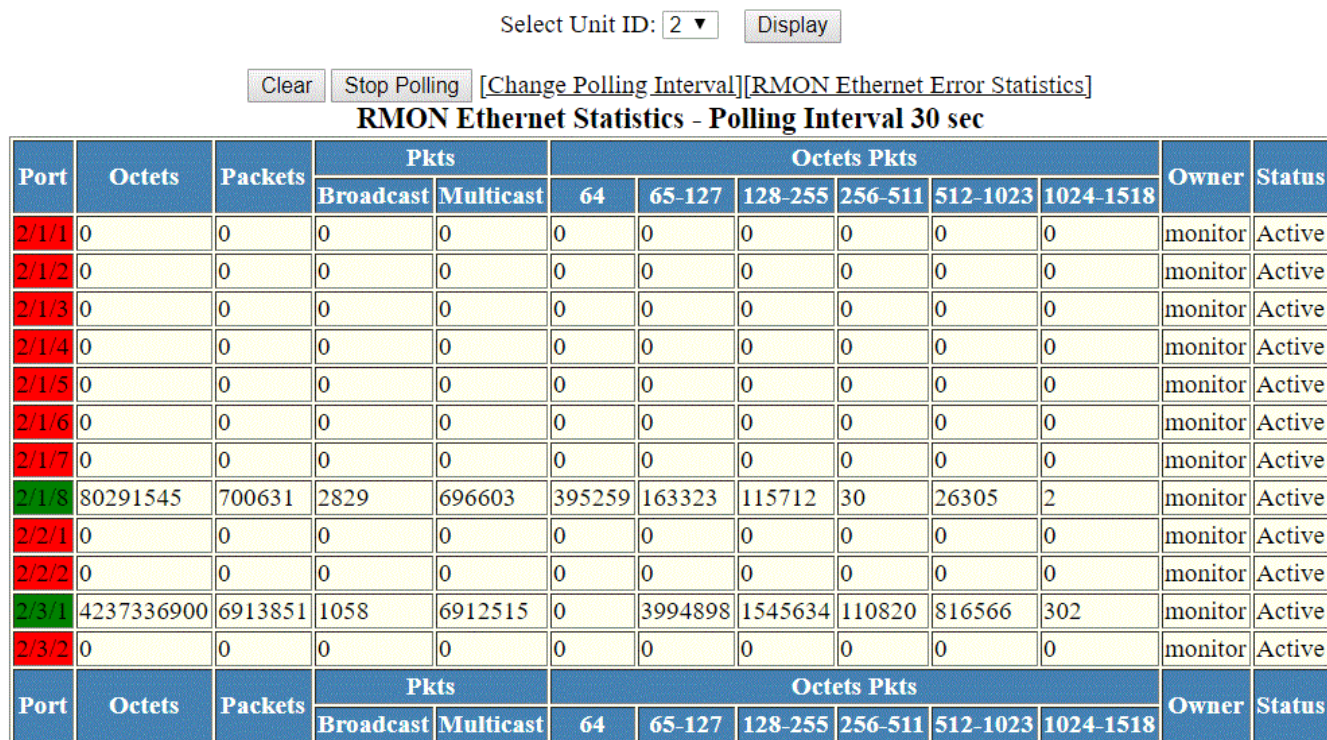 Select Unit ID: 2 ▼ Display
Clear Stop Polling [Change Polling Interval][RMON Ethernet Error Statistics]
RMON Ethernet Statistics - Polling Interval 30 sec
Port Octets Packets Pkts Octets Pkts Owner Status
Broadcast Multicast 64 65-127 128-255 256-511 512-1023 1024-1518
2/1/1 0 0 0 0 0 0 0 0 0 0 monitor Active
2/1/2 0 0 0 0 0 0 0 0 0 0 monitor Active
2/1/3 0 0 0 0 0 0 0 0 0 0 monitor Active
2/1/4 0 0 0 0 0 0 0 0 0 0 monitor Active
2/1/5 0 0 0 0 0 0 0 0 0 0 monitor Active
2/1/6 0 0 0 0 0 0 0 0 0 0 monitor Active
2/1/7 0 0 0 0 0 0 0 0 0 0 monitor Active
2/1/8 80291545 700631 2829 696603 395259 163323 115712 30 26305 2 monitor Active
2/2/1 0 0 0 0 0 0 0 0 0 0 monitor Active
2/2/2 0 0 0 0 0 0 0 0 0 0 monitor Active
2/3/1 4237336900 6913851 1058 6912515 0 3994898 1545634 110820 816566 302 monitor Active
2/3/2 0 0 0 0 0 0 0 0 0 0 monitor Active
Port Octets Packets Pkts Octets Pkts Owner Status
Broadcast Multicast 64 65-127 128-255 256-511 512-1023 1024-1518